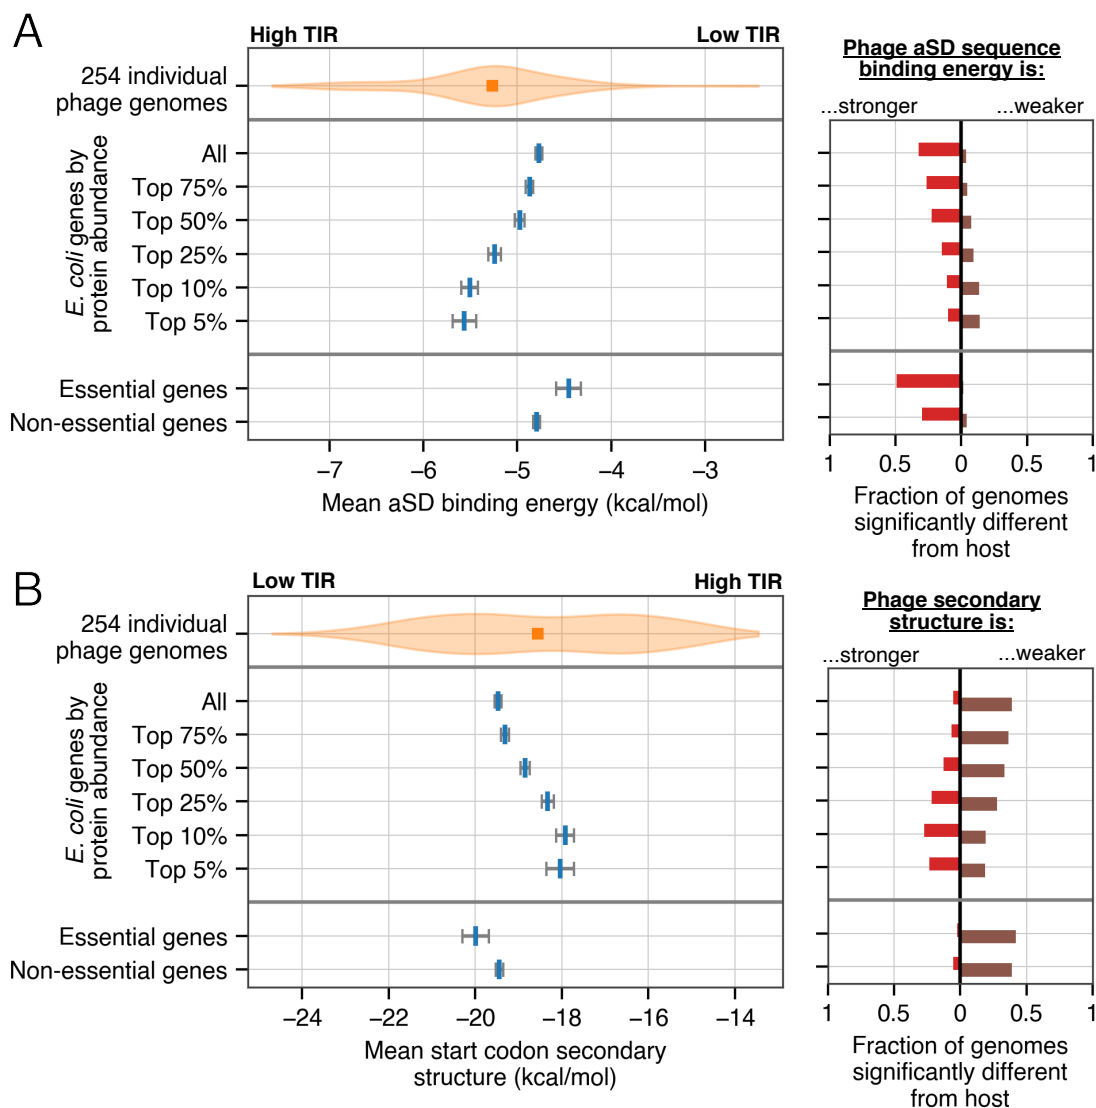 A
High TIR
Low TIR
254 individual
phage genomes
E. coli genes by
protein abundance
All
Top 75%
Top 50%
Top 25%
Top 10%
Top 5%
Essential genes
Non-essential genes
−7
−6
−5
−4
−3
Mean aSD binding energy (kcal/mol)
Phage aSD sequence
binding energy is:
...stronger
...weaker
1
0.5
0
0.5
1
Fraction of genomes
significantly different
from host
B
Low TIR
High TIR
254 individual
phage genomes
E. coli genes by
protein abundance
All
Top 75%
Top 50%
Top 25%
Top 10%
Top 5%
Essential genes
Non-essential genes
−24
−22
−20
−18
−16
−14
Mean start codon secondary
structure (kcal/mol)
Phage secondary
structure is:
...stronger
...weaker
1
0.5
0
0.5
1
Fraction of genomes
significantly different
from host